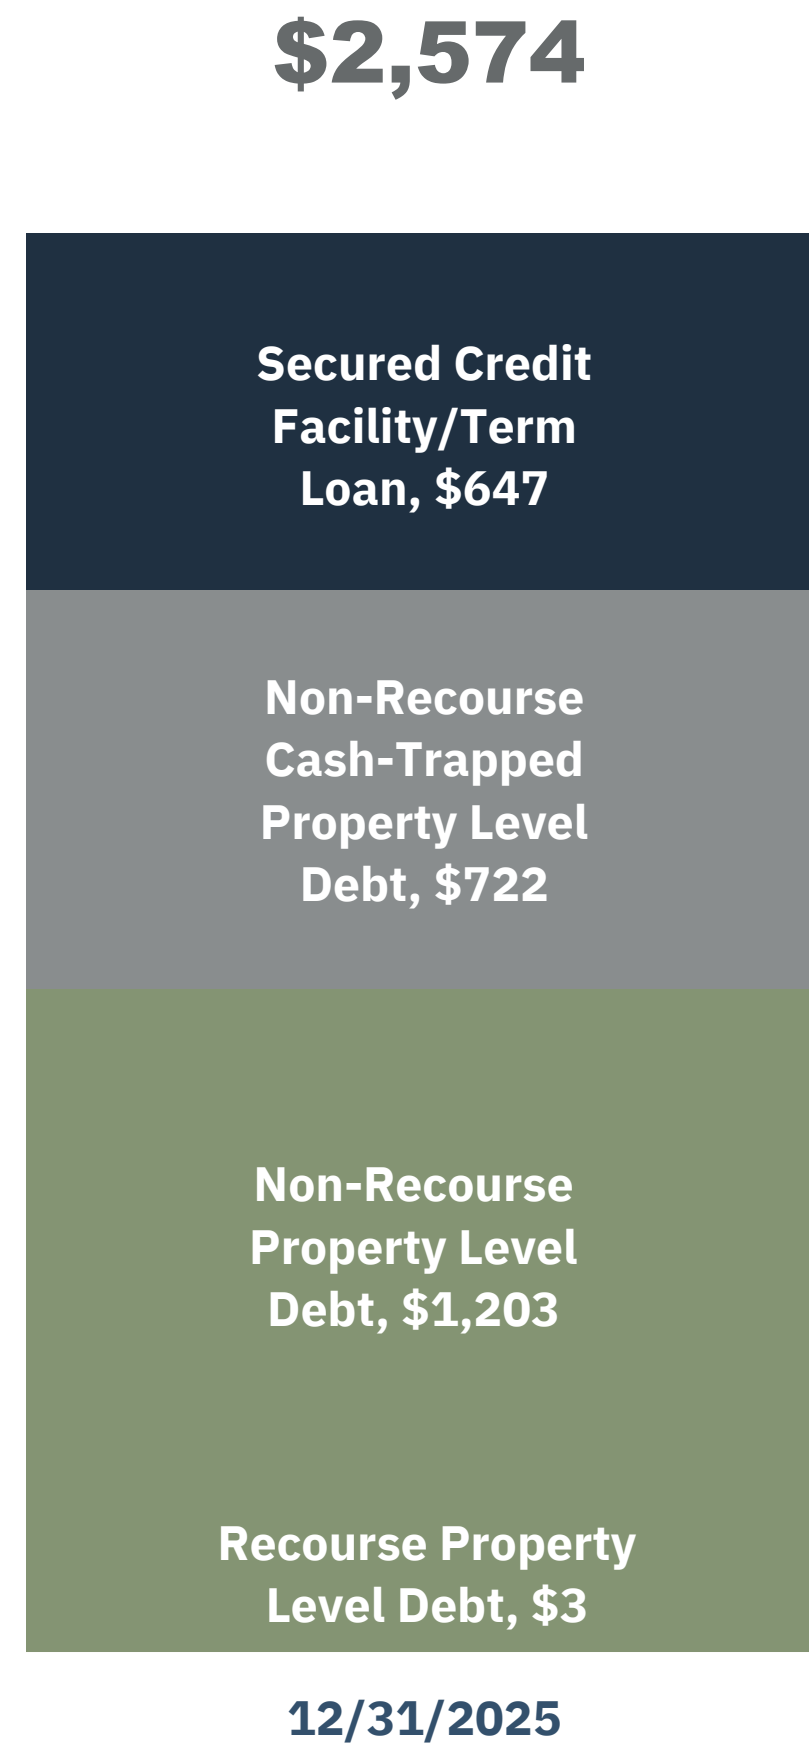 $2,574
Secured Credit
Facility/Term
Loan, $647
Non-Recourse
Cash-Trapped
Property Level
Debt, $722
Non-Recourse
Property Level
Debt, $1,203
Recourse Property
Level Debt, $3
12/31/2025